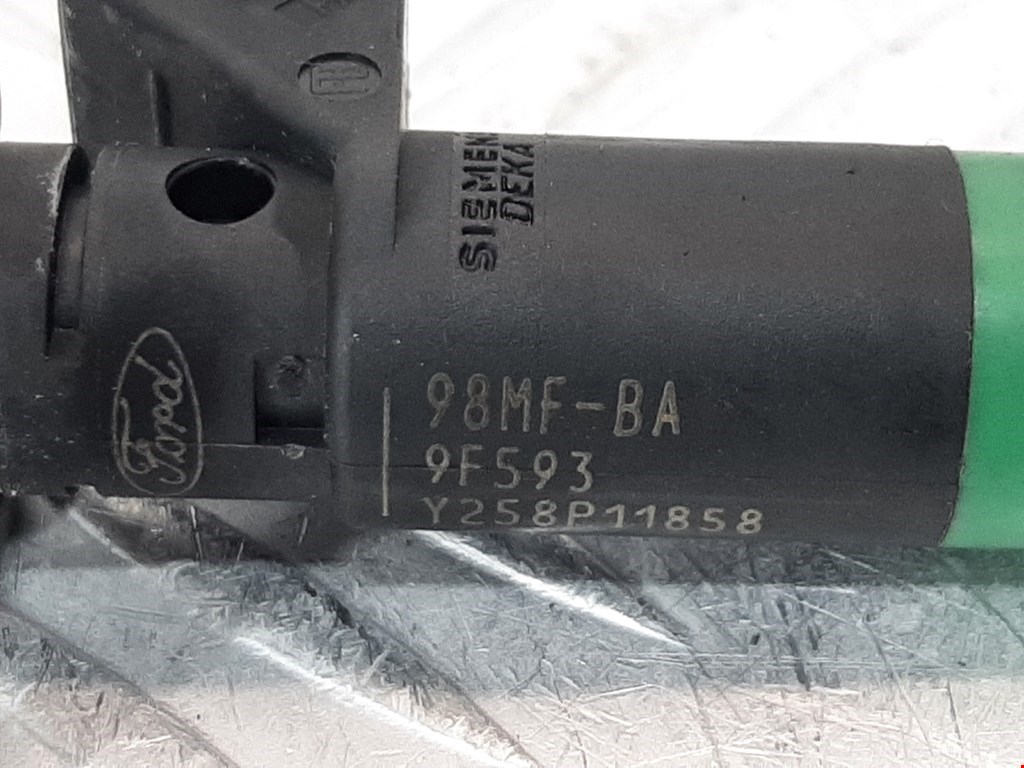 SIEMENS
DEKA
Ford
98MF-BA
9F593
Y258P11858